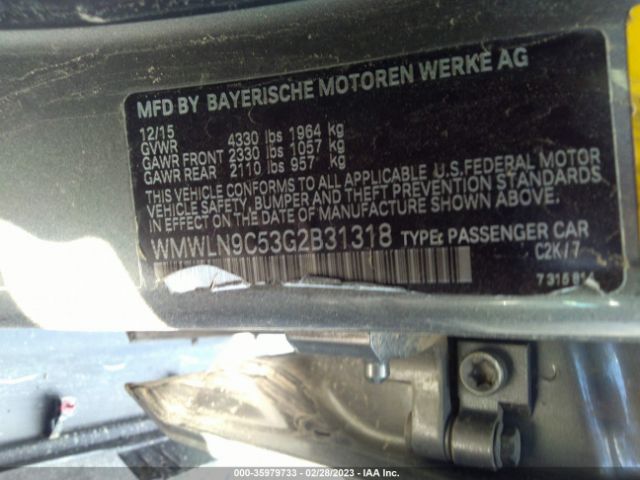 MFD BY BAYERISCHE MOTOREN WERKE AG
12/15
GVWR 4330 lbs 1964 kg
GAWR FRONT 2330 lbs 1057 kg
GAWR REAR 2110 lbs 957 kg
THIS VEHICLE CONFORMS TO ALL APPLICABLE U.S.FEDERAL MOTOR
VEHICLE SAFETY, BUMPER AND THEFT PREVENTION STANDARDS
IN EFFECT ON THE DATE OF MANUFACTURE SHOWN ABOVE.
WMWLN9C53G2B31318 TYPE: PASSENGER CAR
C2K/7
7 315 814
000-35979733 - 02/28/2023 - IAA Inc.